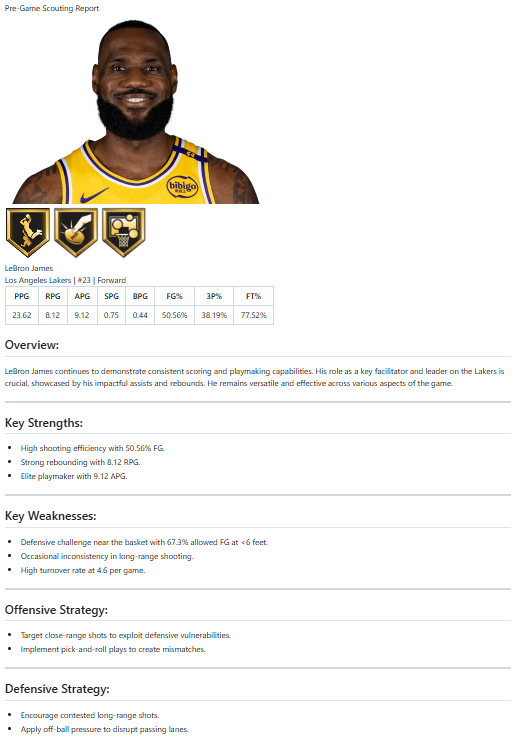 Pre-Game Scouting Report
bibigo
LeBron James
Los Angeles Lakers | #23 | Forward
PPG RPG APG SPG BPG FG% 3P% FT%
23.62 8.12 9.12 0.75 0.44 50.56% 38.19% 77.52%
Overview:
LeBron James continues to demonstrate consistent scoring and playmaking capabilities. His role as a key facilitator and leader on the Lakers is
crucial, showcased by his impactful assists and rebounds. He remains versatile and effective across various aspects of the game.
Key Strengths:
• High shooting efficiency with 50.56% FG.
• Strong rebounding with 8.12 RPG.
• Elite playmaker with 9.12 APG.
Key Weaknesses:
• Defensive challenge near the basket with 67.3% allowed FG at <6 feet.
• Occasional inconsistency in long-range shooting.
• High turnover rate at 4.6 per game.
Offensive Strategy:
• Target close-range shots to exploit defensive vulnerabilities.
• Implement pick-and-roll plays to create mismatches.
Defensive Strategy:
• Encourage contested long-range shots.
• Apply off-ball pressure to disrupt passing lanes.